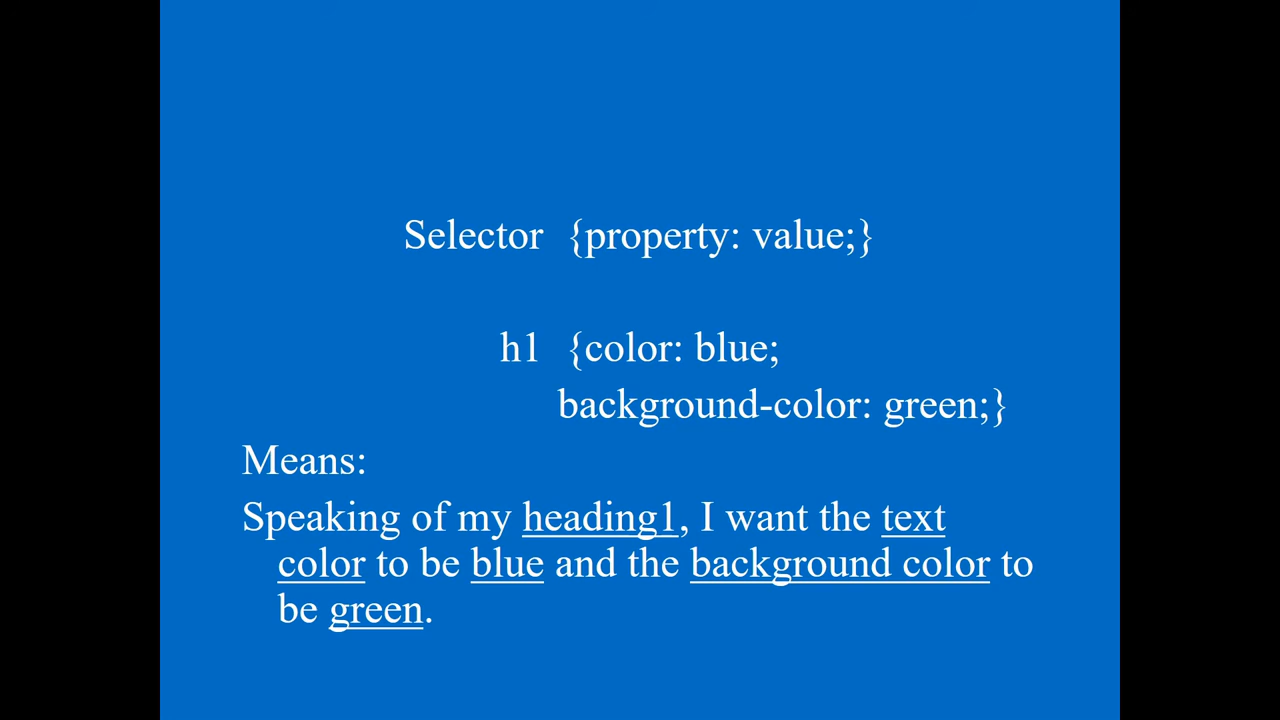 Selector {property: value;}
h1 {color: blue;
background-color: green;}
Means:
Speaking of my heading1, I want the text
color to be blue and the background color to
be green.